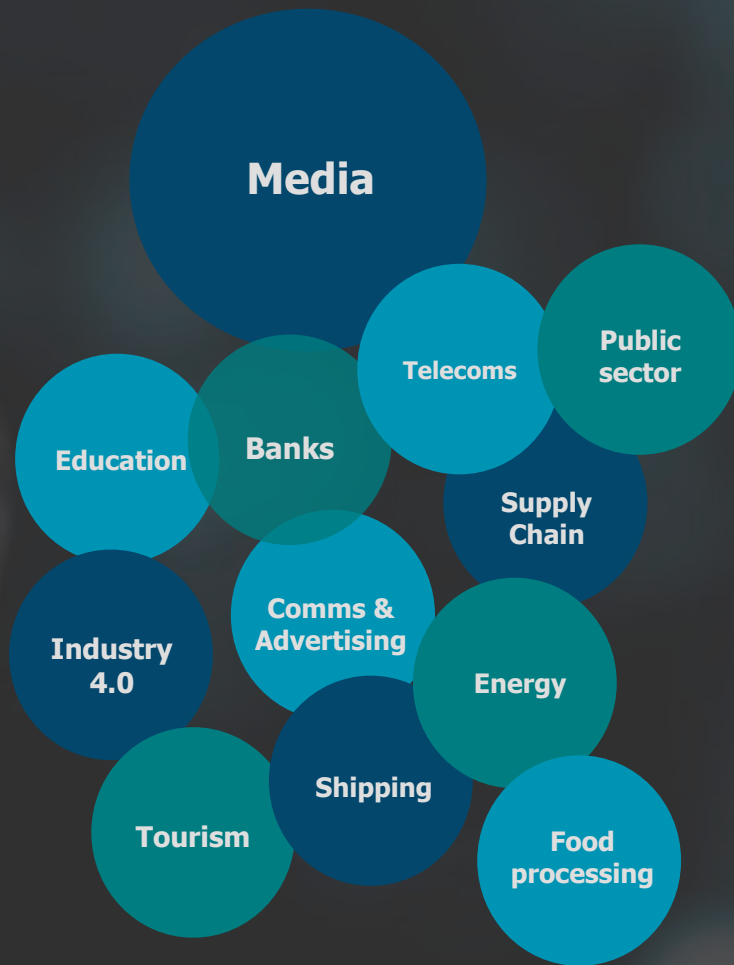 Media
Public
sector
Telecoms
Banks
Education
Supply
Chain
Comms &
Advertising
Industry
4.0
Energy
Shipping
Tourism
Food
processing